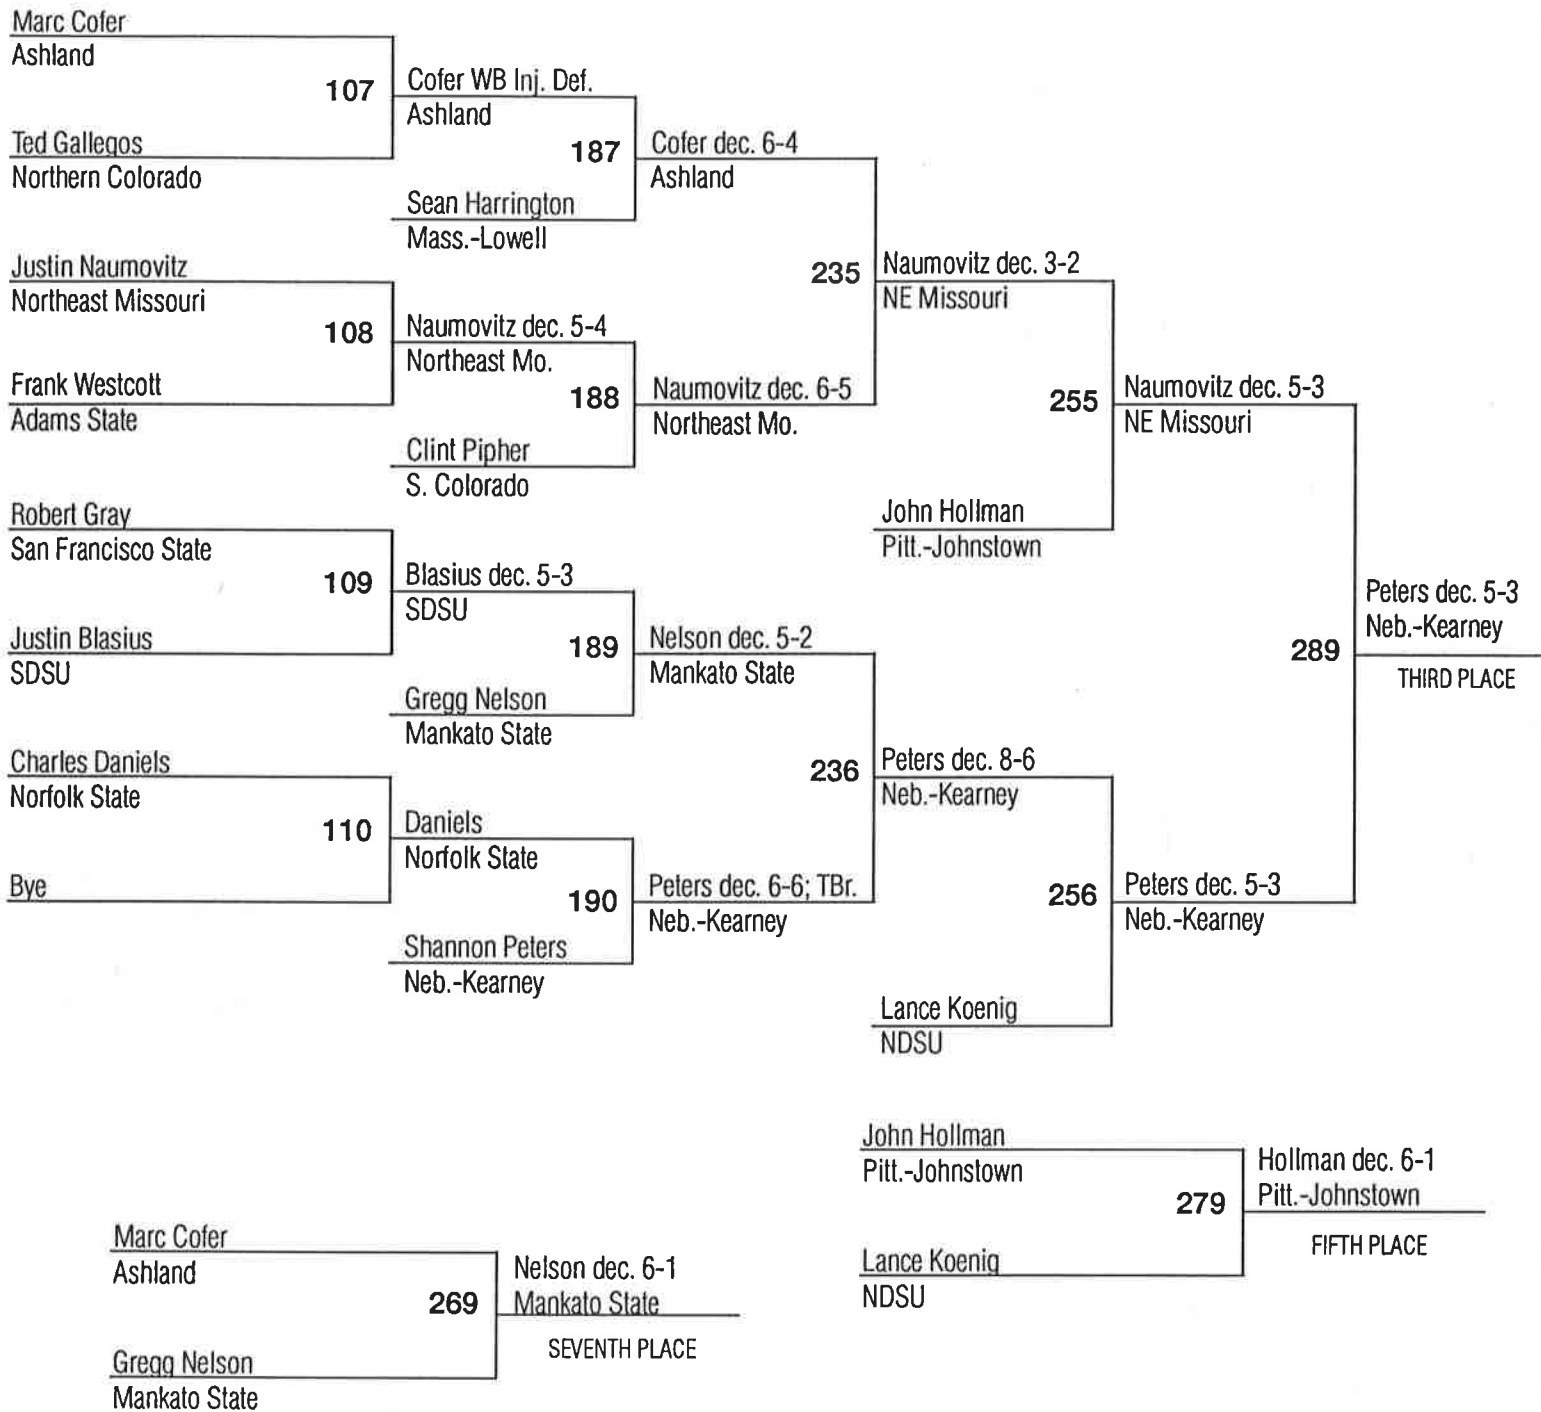 Marc Cofer
Ashland
107
Ted Gallegos
Northern Colorado
Cofer WB Inj. Def.
Ashland
187
Sean Harrington
Mass.-Lowell
Cofer dec. 6-4
Ashland
Justin Naumovitz
Northeast Missouri
108
Frank Westcott
Adams State
Naumovitz dec. 5-4
Northeast Mo.
188
Clint Pipher
S. Colorado
Naumovitz dec. 6-5
Northeast Mo.
235
Naumovitz dec. 3-2
NE Missouri
255
John Hollman
Pitt.-Johnstown
Naumovitz dec. 5-3
NE Missouri
Robert Gray
San Francisco State
109
Justin Blasius
SDSU
Blasius dec. 5-3
SDSU
189
Gregg Nelson
Mankato State
Nelson dec. 5-2
Mankato State
Charles Daniels
Norfolk State
110
Bye
Daniels
Norfolk State
190
Shannon Peters
Neb.-Kearney
Peters dec. 6-6; TBr.
Neb.-Kearney
236
Peters dec. 8-6
Neb.-Kearney
256
Lance Koenig
NDSU
Peters dec. 5-3
Neb.-Kearney
289
Peters dec. 5-3
Neb.-Kearney
THIRD PLACE
John Hollman
Pitt.-Johnstown
279
Lance Koenig
NDSU
Hollman dec. 6-1
Pitt.-Johnstown
FIFTH PLACE
Marc Cofer
Ashland
269
Gregg Nelson
Mankato State
Nelson dec. 6-1
Mankato State
SEVENTH PLACE